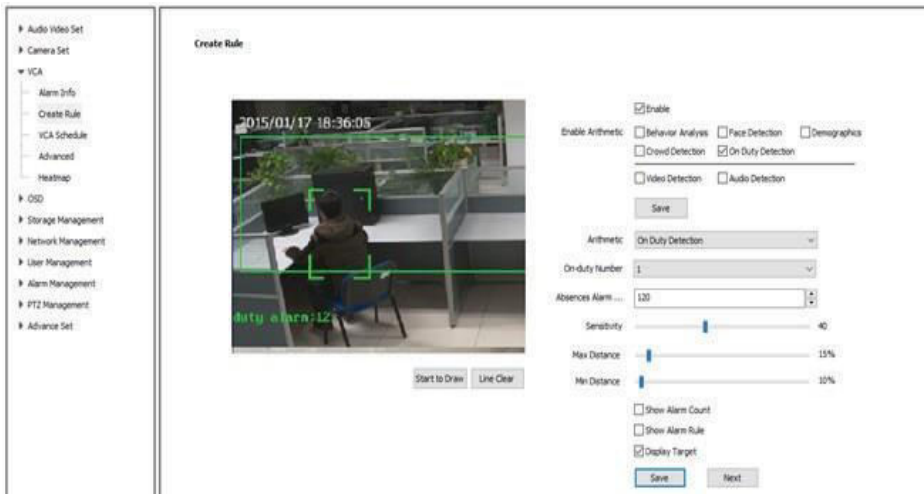 Audio Video Set
Camera Set
VCA
Alarm Info
Create Rule
VCA Schedule
Advanced
Heatmap
OSD
Storage Management
Network Management
User Management
Alarm Management
PTZ Management
Advance Set
Create Rule
2015/01/17 18:36:05
duty alarm:12
Start to Draw Line Clear
Enable
Enable Arithmetic Behavior Analysis Face Detection Demographics
Crowd Detection On Duty Detection
Video Detection Audio Detection
Save
Arithmetic On Duty Detection
On-duty Number 1
Absences Alarm ... 120
Sensitivity 40
Max Distance 15%
Min Distance 10%
Show Alarm Count
Show Alarm Rule
Display Target
Save Next